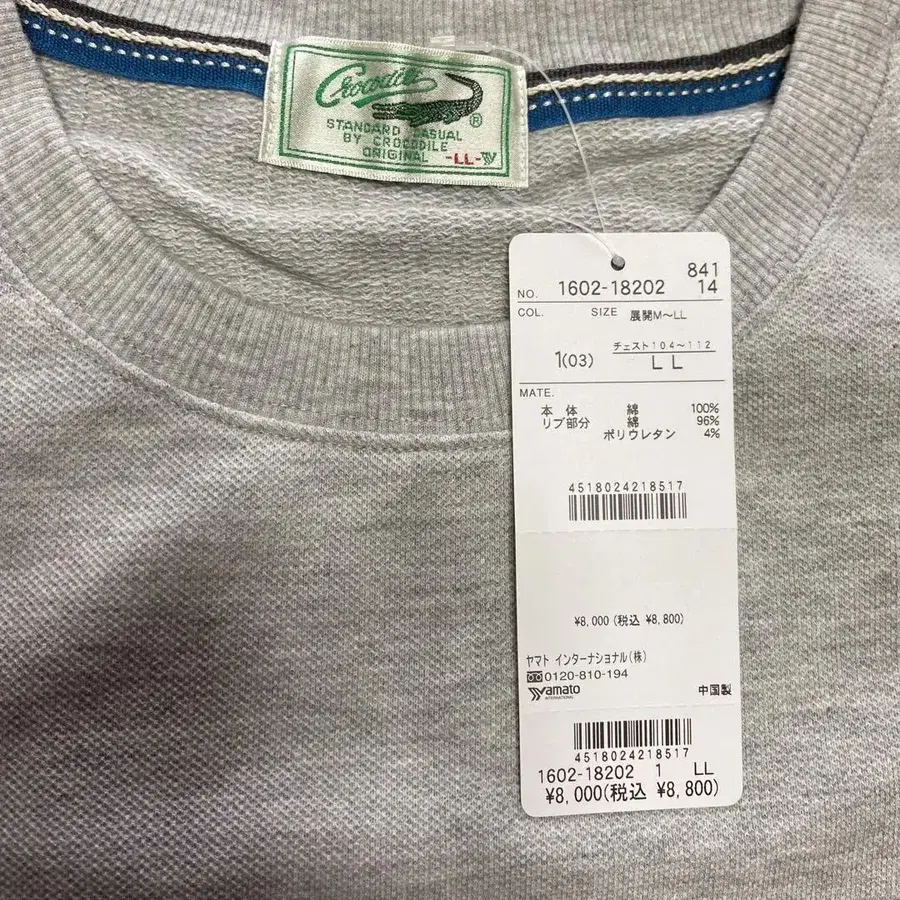 Crocodile
®
STANDARD CASUAL
BY CROCODILE
ORIGINAL -LL-
841
NO. 1602-18202 14
COL. SIZE 展開M～LL
1(03) チェスト104～112
LL
MATE.
本 体 綿 100%
リブ部分 綿 96%
ポリウレタン 4%
4518024218517
¥8,000 (税込 ¥8,800)
ヤマト インターナショナル(株)
0120-810-194
Yamato 中国製
INTERNATIONAL
4518024218517
1602-18202 1 LL
¥8,000(税込 ¥8,800)